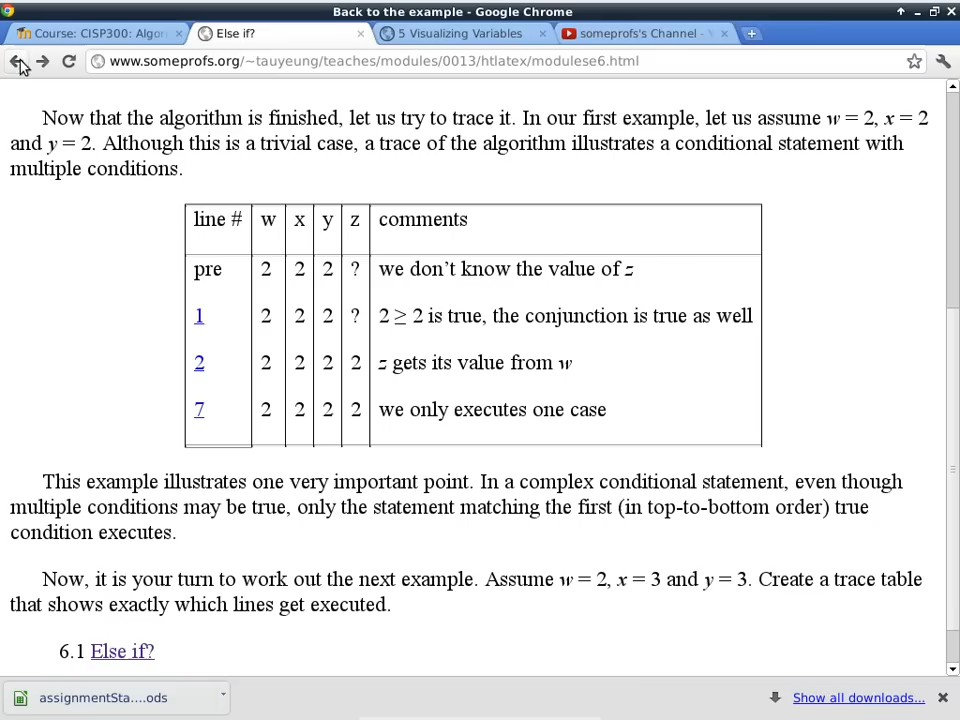 Back to the example - Google Chrome
Course: CISP300: Algor
Else if?
5 Visualizing Variables
someprofs's Channel -
www.someprofs.org/~tauyeung/teaches/modules/0013/htlatex/modulese6.html
Now that the algorithm is finished, let us try to trace it. In our first example, let us assume w = 2, x = 2
and y = 2. Although this is a trivial case, a trace of the algorithm illustrates a conditional statement with
multiple conditions.
line # w x y z comments
pre 2 2 2 ? we don't know the value of z
1 2 2 2 ? 2 ≥ 2 is true, the conjunction is true as well
2 2 2 2 2 z gets its value from w
7 2 2 2 2 we only executes one case
This example illustrates one very important point. In a complex conditional statement, even though
multiple conditions may be true, only the statement matching the first (in top-to-bottom order) true
condition executes.
Now, it is your turn to work out the next example. Assume w = 2, x = 3 and y = 3. Create a trace table
that shows exactly which lines get executed.
6.1 Else if?
assignmentSta....ods
Show all downloads...